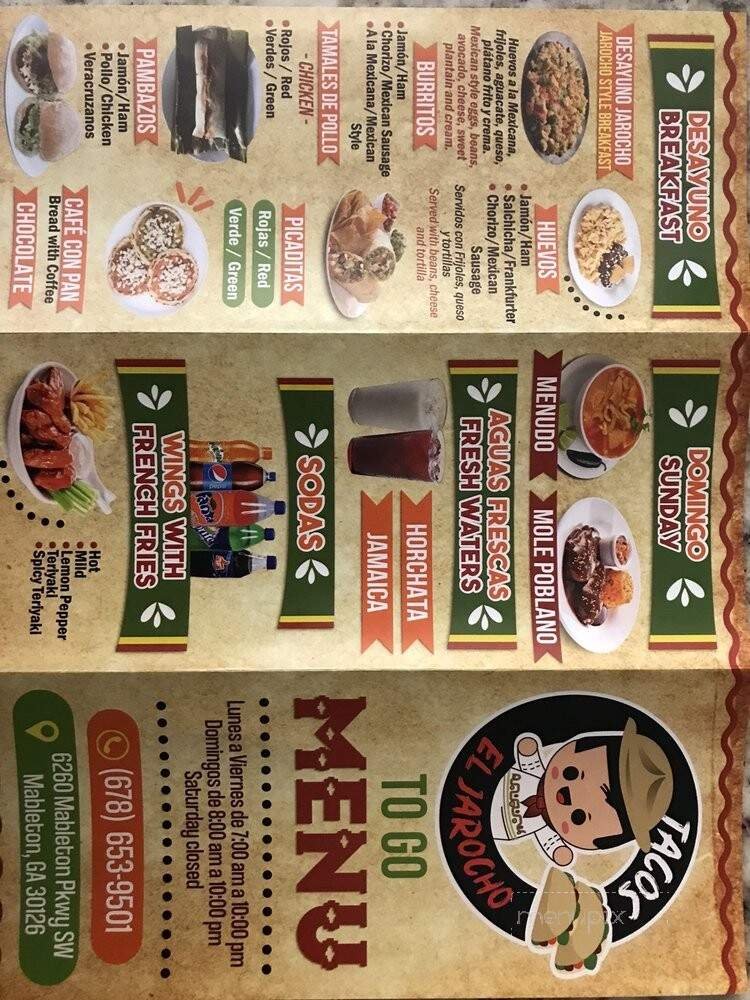 DESAYUNO
BREAKFAST
DESAYUNO JAROCHO
JAROCHO STYLE BREAKFAST
Huevos a la Mexicana,
frijoles, aguacate, queso,
plátano frito y crema.
Mexican style eggs, beans,
avocado, cheese, sweet
plantain and cream.
BURRITOS
• Jamón/Ham
• Chorizo/Mexican Sausage
• A la Mexicana/Mexican
Style
TAMALES DE POLLO
- CHICKEN -
• Rojos / Red
• Verdes / Green
PAMBAZOS
• Jamón/Ham
• Pollo/Chicken
• Veracruzanos
HUEVOS
• Jamón/Ham
• Salchicha/Frankfurter
• Chorizo/Mexican
Sausage
Servidos con Frijoles, queso
y tortillas
Served with beans, cheese
and tortilla
PICADITAS
Rojas / Red
Verde / Green
CAFÉ CON PAN
Bread with Coffee
CHOCOLATE
DOMINGO
SUNDAY
MENUDO
MOLE POBLANO
AGUAS FRESCAS
FRESH WATERS
HORCHATA
JAMAICA
SODAS
pepsi
Fanta
WINGS WITH
FRENCH FRIES
• Hot
• Mild
• Lemon Pepper
• Teriyaki
• Spicy Teriyaki
TACOS
EL JAROCHO
menupix
TO GO
MENU
Lunes a Viernes de 7:00 am a 10:00 pm
Domingos de 8:00 am a 10:00 pm
Saturday closed
(678) 653-9501
6260 Mableton Pkwy SW
Mableton, GA 30126